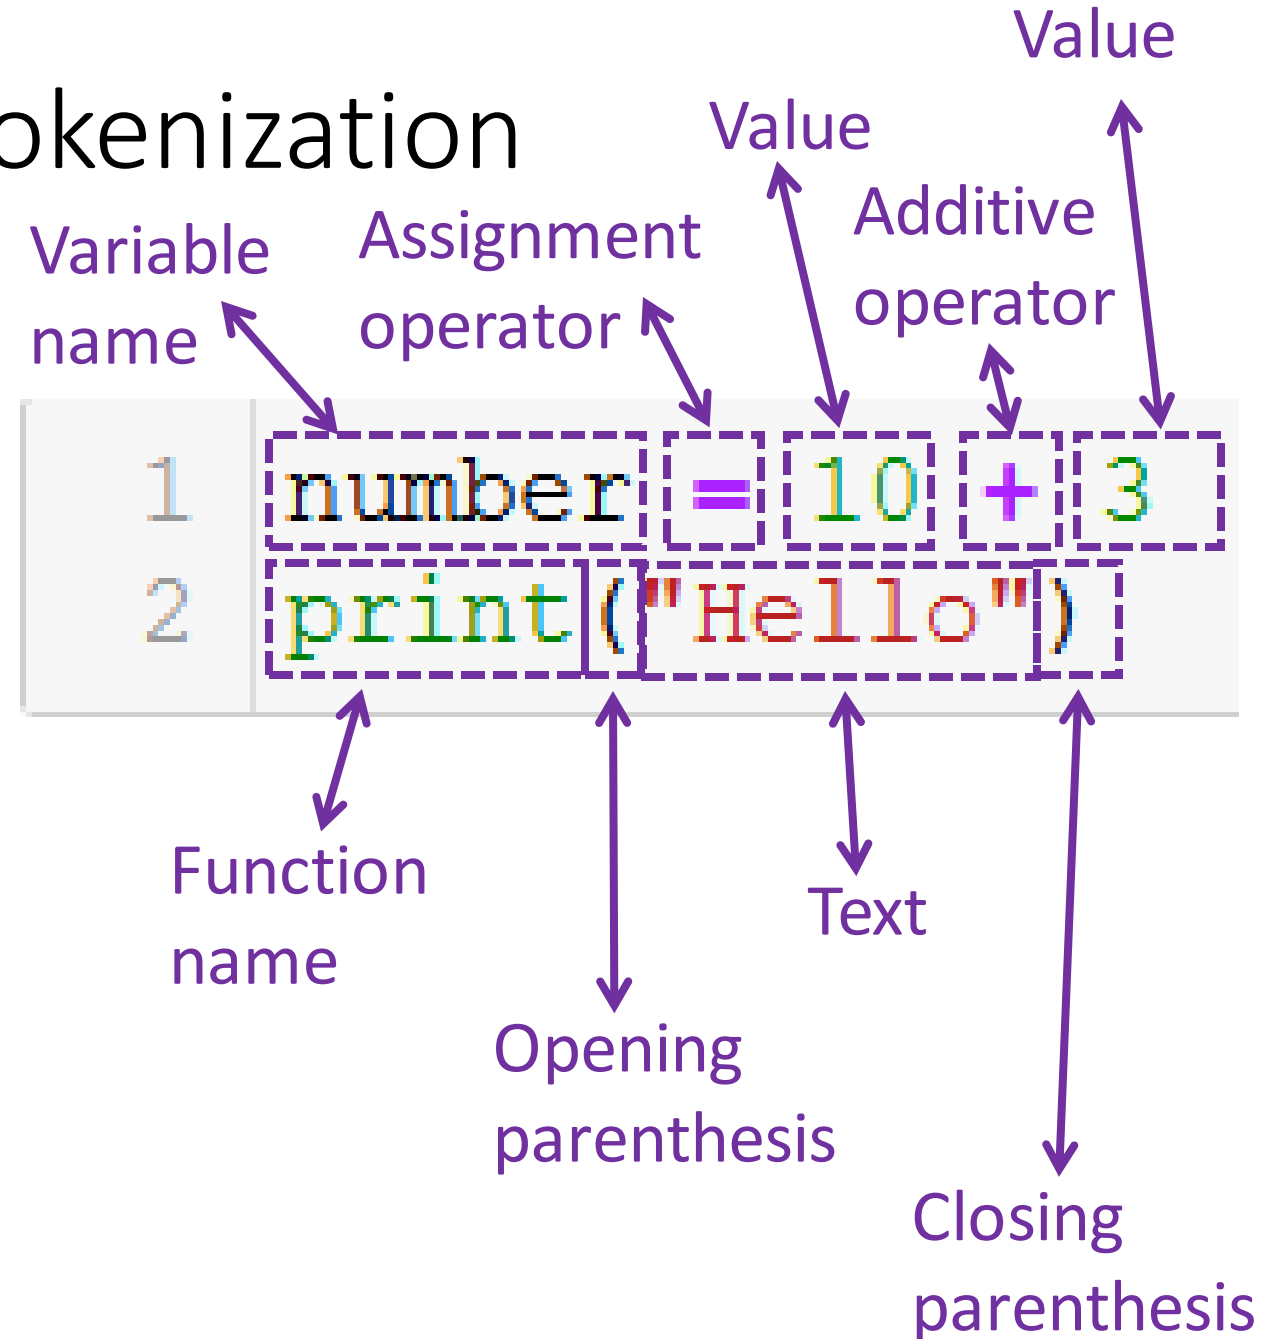 Value
okenization
Value
Variable
name
Assignment
operator
Additive
operator
1 number = 10 + 3
2 print("Hello")
Function
name
Text
Opening
parenthesis
Closing
parenthesis